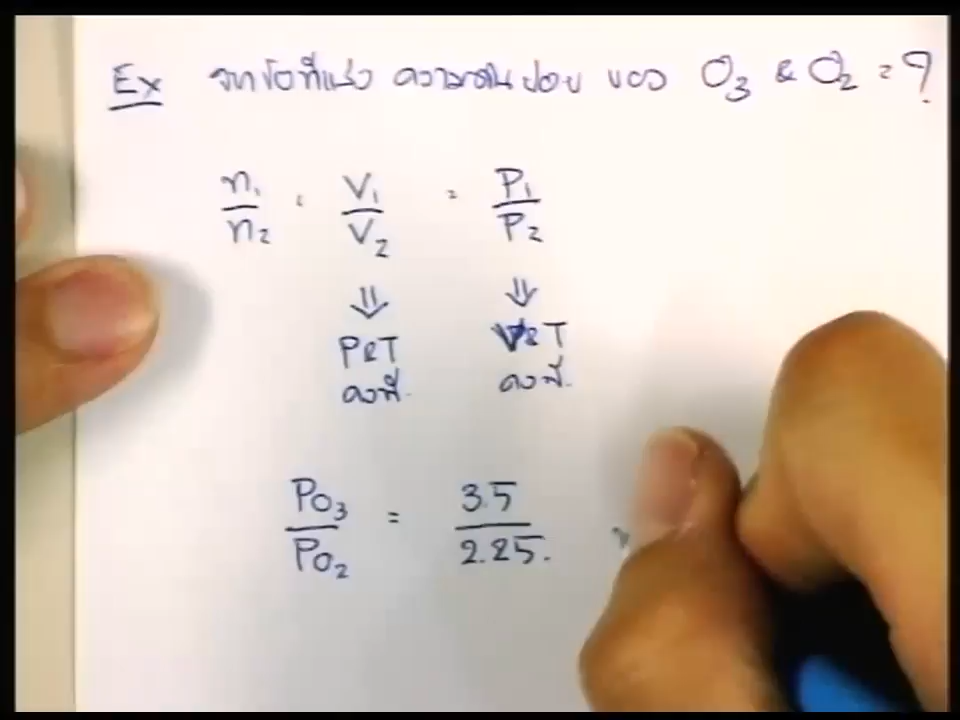 Ex จากข้อที่แล้ว ความดันย่อย ของ O₃ & O₂ = ?
n₁/n₂ = V₁/V₂ = P₁/P₂
⇓ ⇓
P&T V&T
คงที่. คงที่.
PO₃/PO₂ = 3.5/2.25.